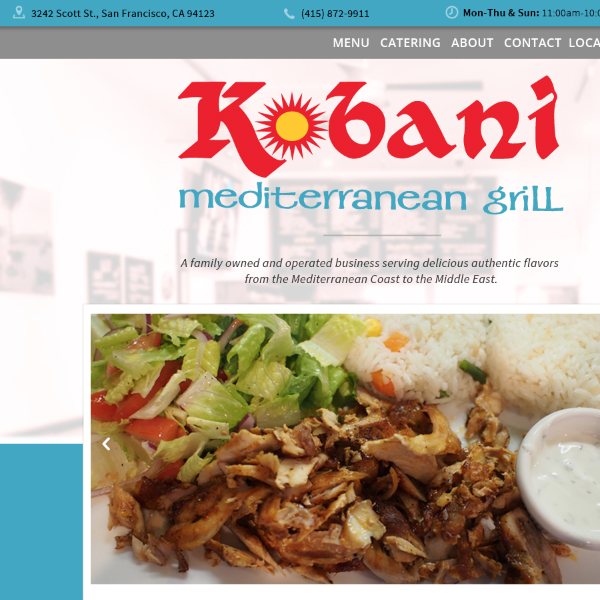 3242 Scott St., San Francisco, CA 94123 (415) 872-9911 Mon-Thu & Sun: 11:00am-10:0
MENU CATERING ABOUT CONTACT LOCA
Kobani
mediterranean grill
A family owned and operated business serving delicious authentic flavors
from the Mediterranean Coast to the Middle East.